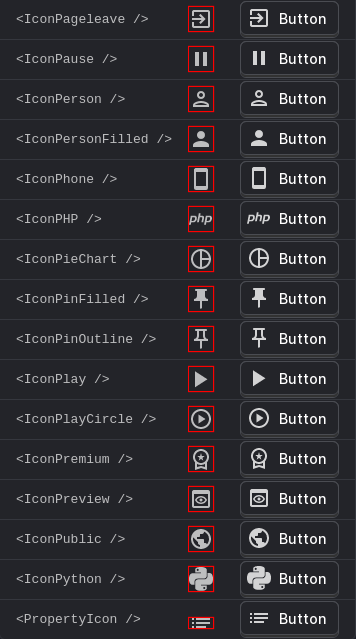 <IconPageleave /> Button
<IconPause /> Button
<IconPerson /> Button
<IconPersonFilled /> Button
<IconPhone /> Button
<IconPHP /> php php Button
<IconPieChart /> Button
<IconPinFilled /> Button
<IconPinOutline /> Button
<IconPlay /> Button
<IconPlayCircle /> Button
<IconPremium /> Button
<IconPreview /> Button
<IconPublic /> Button
<IconPython /> Button
<PropertyIcon /> Button